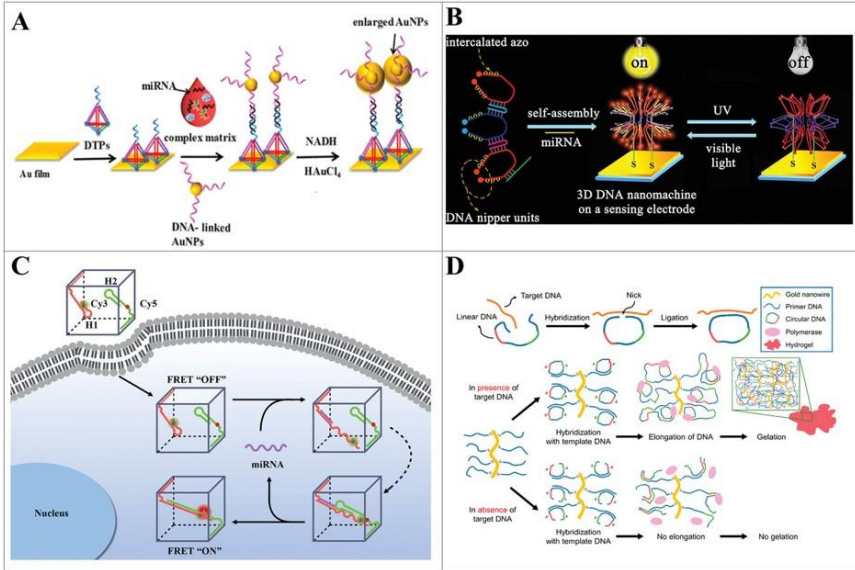 A
enlarged AuNPs
miRNA
DTPs
complex matrix
NADH
HAuCl4
Au film
DNA- linked
AuNPs
B
intercalated azo
on
off
self-assembly
miRNA
UV
visible
light
S S
S S
DNA nipper units
3D DNA nanomachine
on a sensing electrode
C
H2
Cy3
Cy5
H1
FRET “OFF”
miRNA
Nucleus
FRET “ON”
D
Target DNA
Linear DNA
Hybridization
Nick
Ligation
Gold nanowire
Primer DNA
Circular DNA
Polymerase
Hydrogel
In presence of
target DNA
Hybridization
with template DNA
Elongation of DNA
Gelation
In absence of
target DNA
Hybridization
with template DNA
No elongation
No gelation